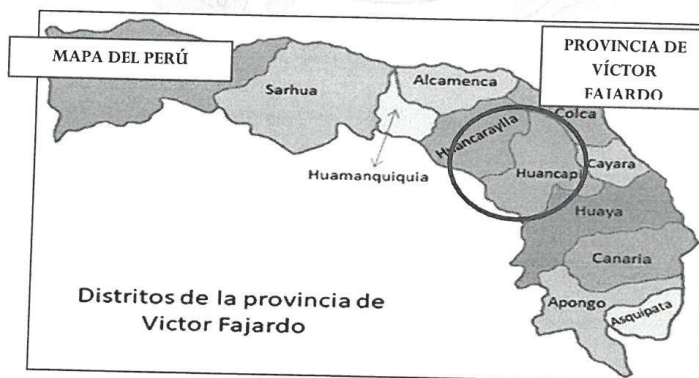 MAPA DEL PERÚ
PROVINCIA DE
VÍCTOR
FAJARDO
Sarhua
Alcamenca
Colca
Huancaraylla
Cayara
Huamanquiquia
Huancapi
Huaya
Canaria
Apongo
Asquipata
Distritos de la provincia de
Victor Fajardo